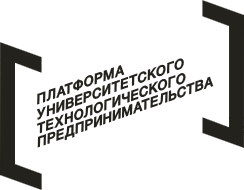 ПЛАТФОРМА
УНИВЕРСИТЕТСКОГО
ТЕХНОЛОГИЧЕСКОГО
ПРЕДПРИНИМАТЕЛЬСТВА